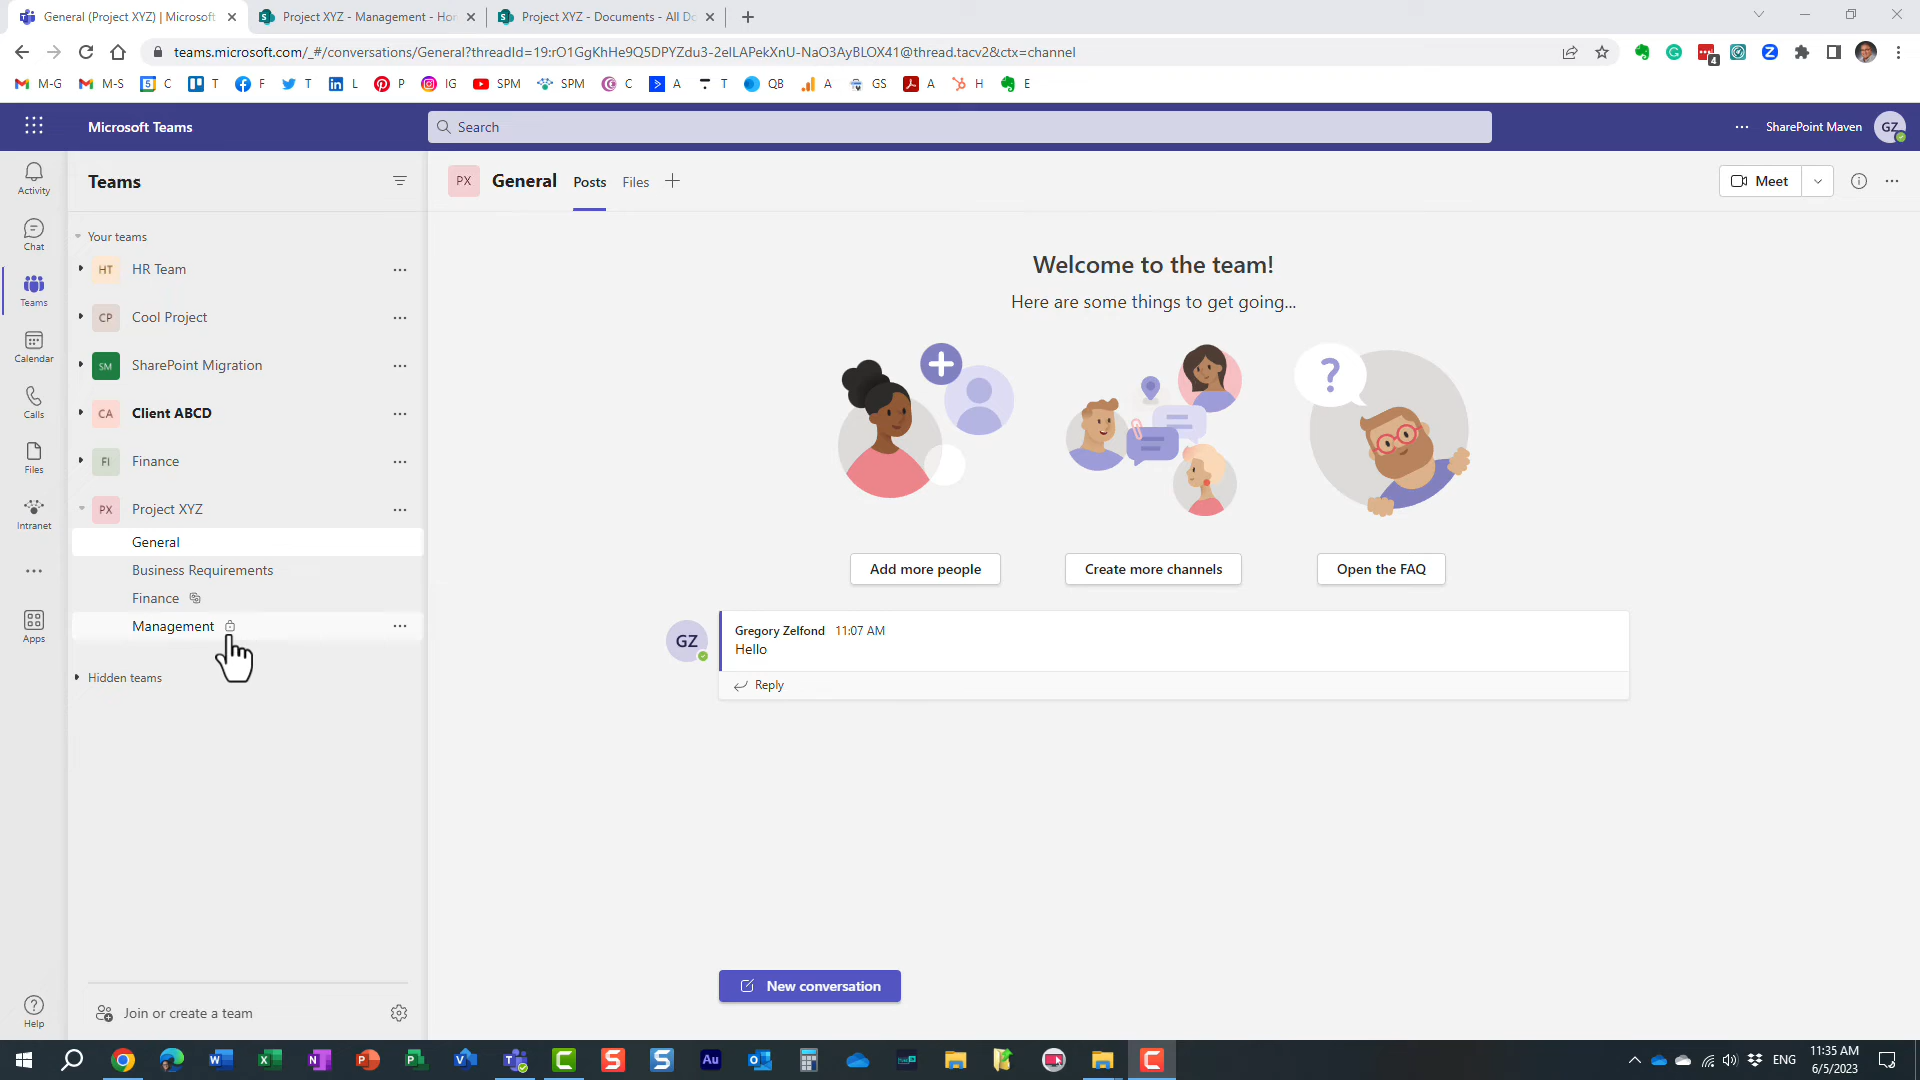 General (Project XYZ) | Microsoft
Project XYZ - Management - Hor
Project XYZ - Documents - All Do
teams.microsoft.com/_#/conversations/General?threadId=19:rO1GgKhHe9Q5DPYZdu3-2elLAPekXnU-NaO3AyBLOX41@thread.tacv2&ctx=channel
4
M-G
M-S
5
C
T
F
T
L
P
IG
SPM
SPM
C
A
T
QB
A
GS
A
H
E
Microsoft Teams
Search
SharePoint Maven
GZ
Activity
Chat
Teams
Calendar
Calls
Files
Intranet
Apps
Help
Teams
Your teams
HT HR Team
CP Cool Project
SM SharePoint Migration
CA Client ABCD
FI Finance
PX Project XYZ
General
Business Requirements
Finance
Management
Hidden teams
Join or create a team
PX General Posts Files
Meet
Welcome to the team!
Here are some things to get going...
?
Add more people
Create more channels
Open the FAQ
GZ
Gregory Zelfond 11:07 AM
Hello
Reply
New conversation
ENG
11:35 AM
6/5/2023